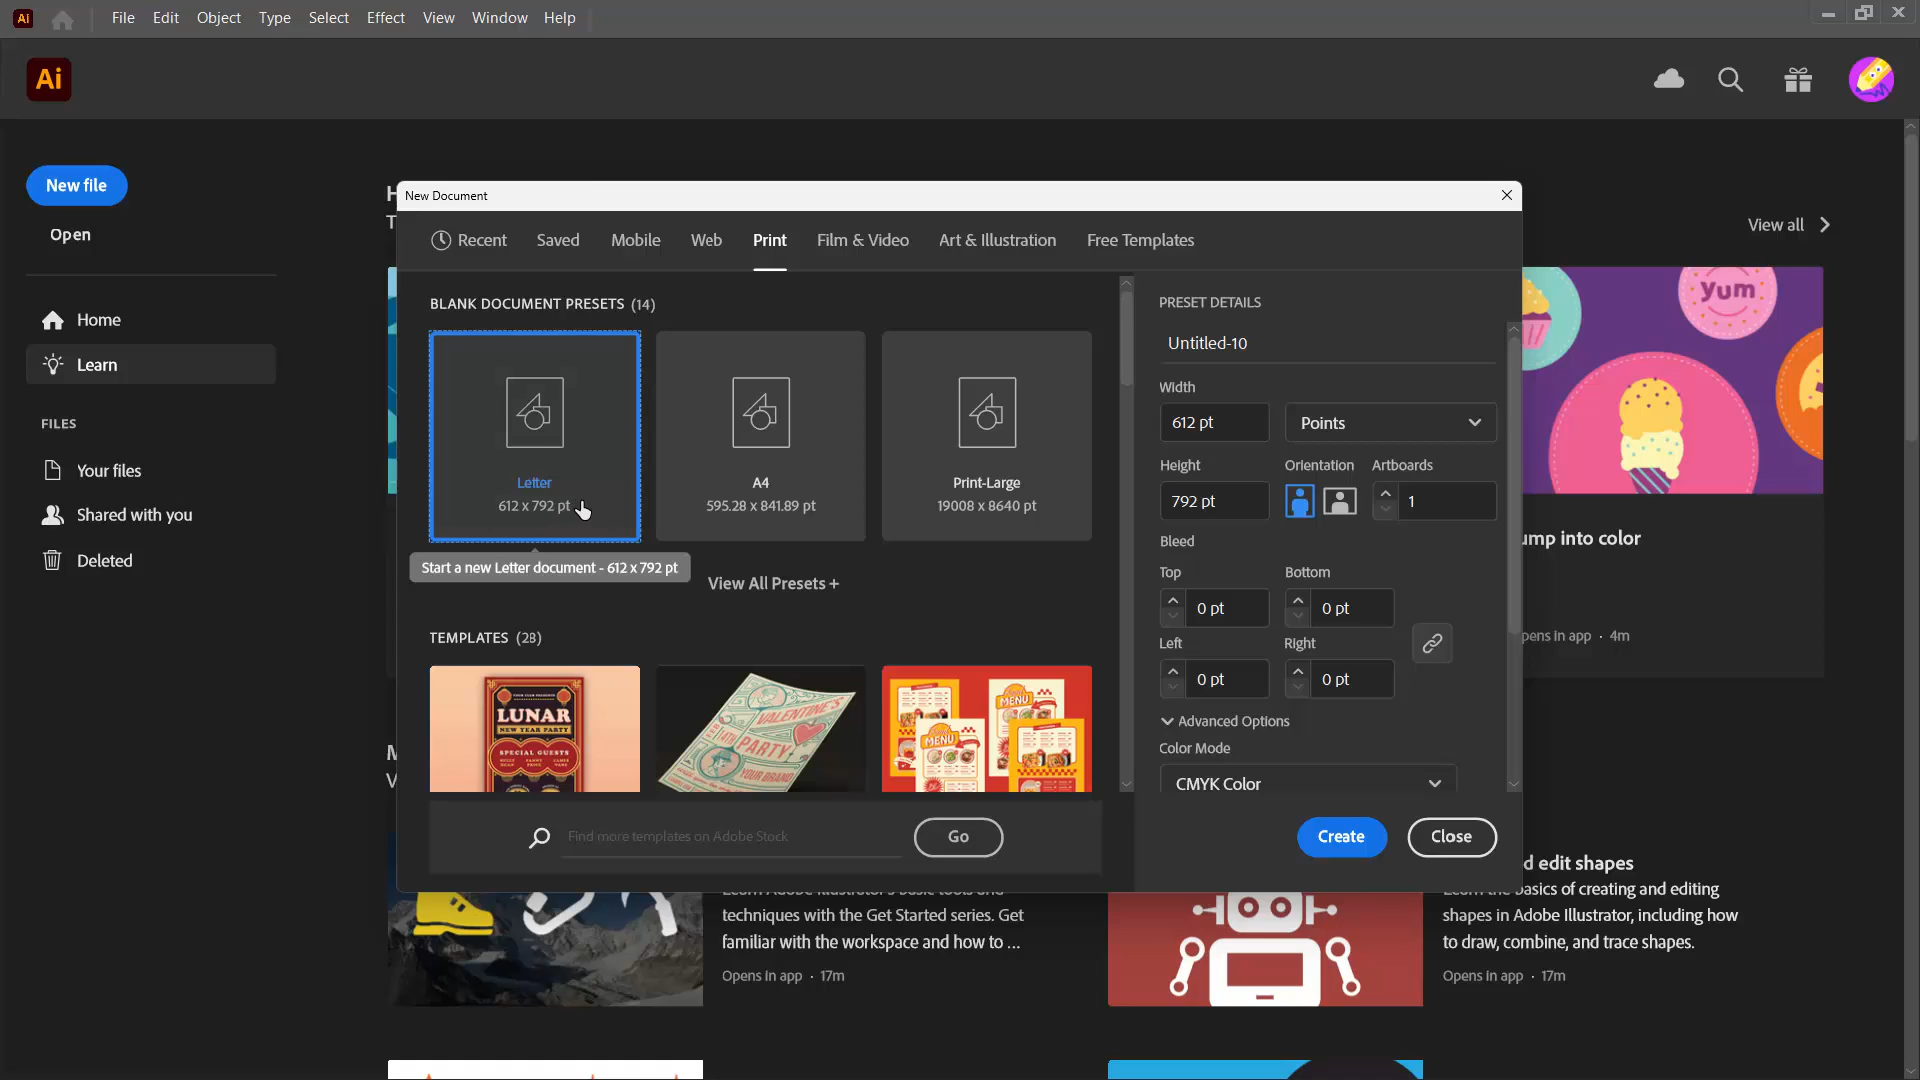 Ai File Edit Object Type Select Effect View Window Help
Ai
New file
Open
Home
Learn
FILES
Your files
Shared with you
Deleted
View all
New Document
Recent Saved Mobile Web Print Film & Video Art & Illustration Free Templates
BLANK DOCUMENT PRESETS (14)
Letter
612 x 792 pt
A4
595.28 x 841.89 pt
Print-Large
19008 x 8640 pt
Start a new Letter document - 612 x 792 pt
View All Presets +
TEMPLATES (28)
LUNAR
NEW YEAR PARTY
SPECIAL GUESTS
VALENTINE'S
14TH
PARTY
YOUR BRAND
MENU
MENU
MENU
Find more templates on Adobe Stock
Go
PRESET DETAILS
Untitled-10
Width
612 pt Points
Height Orientation Artboards
792 pt 1
Bleed
Top Bottom
0 pt 0 pt
Left Right
0 pt 0 pt
Advanced Options
Color Mode
CMYK Color
Create Close
yum
ump into color
pens in app · 4m
techniques with the Get Started series. Get
familiar with the workspace and how to ...
Opens in app · 17m
d edit shapes
Learn the basics of creating and editing
shapes in Adobe Illustrator, including how
to draw, combine, and trace shapes.
Opens in app · 17m